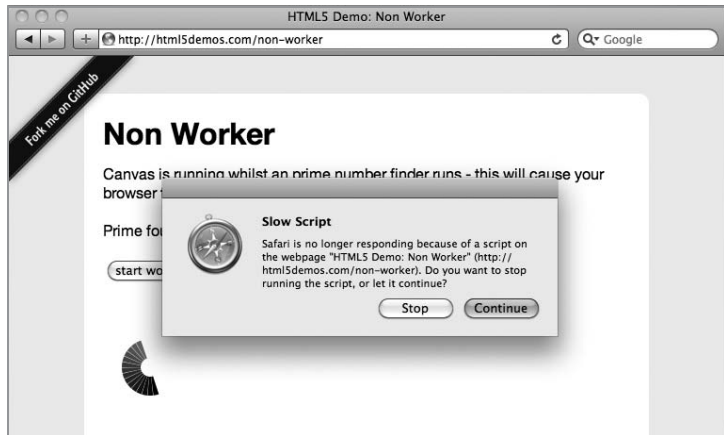 HTML5 Demo: Non Worker
http://html5demos.com/non-worker
Google
Fork me on GitHub
Non Worker
Canvas is running whilst an prime number finder runs - this will cause your
browser
Prime
start
Slow Script
Safari is no longer responding because of a script on
the webpage "HTML5 Demo: Non Worker" (http://
html5demos.com/non-worker). Do you want to stop
running the script, or let it continue?
Stop
Continue